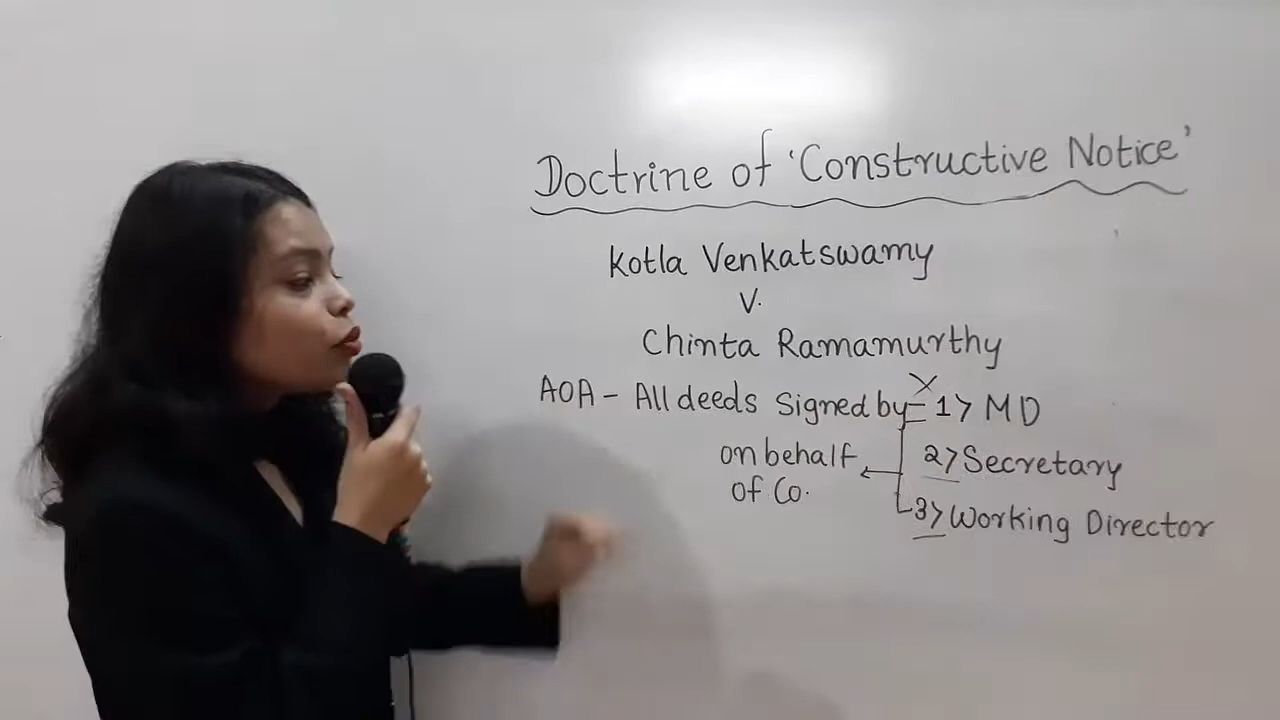 Doctrine of 'Constructive Notice'
Kotla Venkatswamy
V.
Chinta Ramamurthy
AOA - All deeds Signed by 1> MD
on behalf 2> Secretary
of Co. 3> Working Director